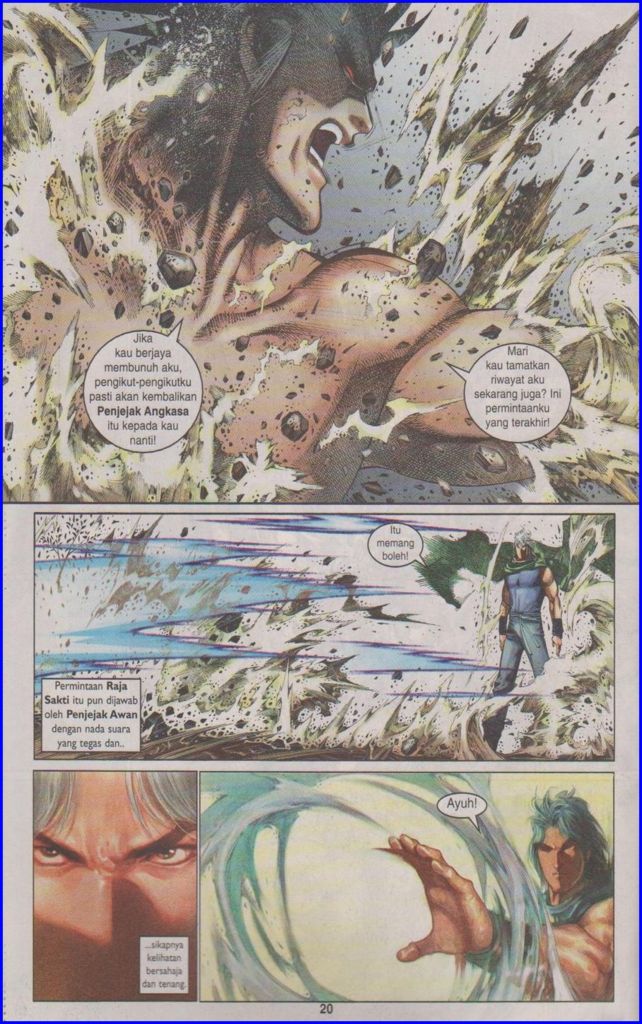 Jika
kau berjaya
membunuh aku,
pengikut-pengikutku
pasti akan kembalikan
Penjejak Angkasa
itu kepada kau
nanti!
Mari
kau tamatkan
riwayat aku
sekarang juga? Ini
permintaanku
yang terakhir!
Itu
memang
boleh!
Permintaan Raja
Sakti itu pun dijawab
oleh Penjejak Awan
dengan nada suara
yang tegas dan..
...sikapnya
kelihatan
bersahaja
dan tenang.
Ayuh!
20